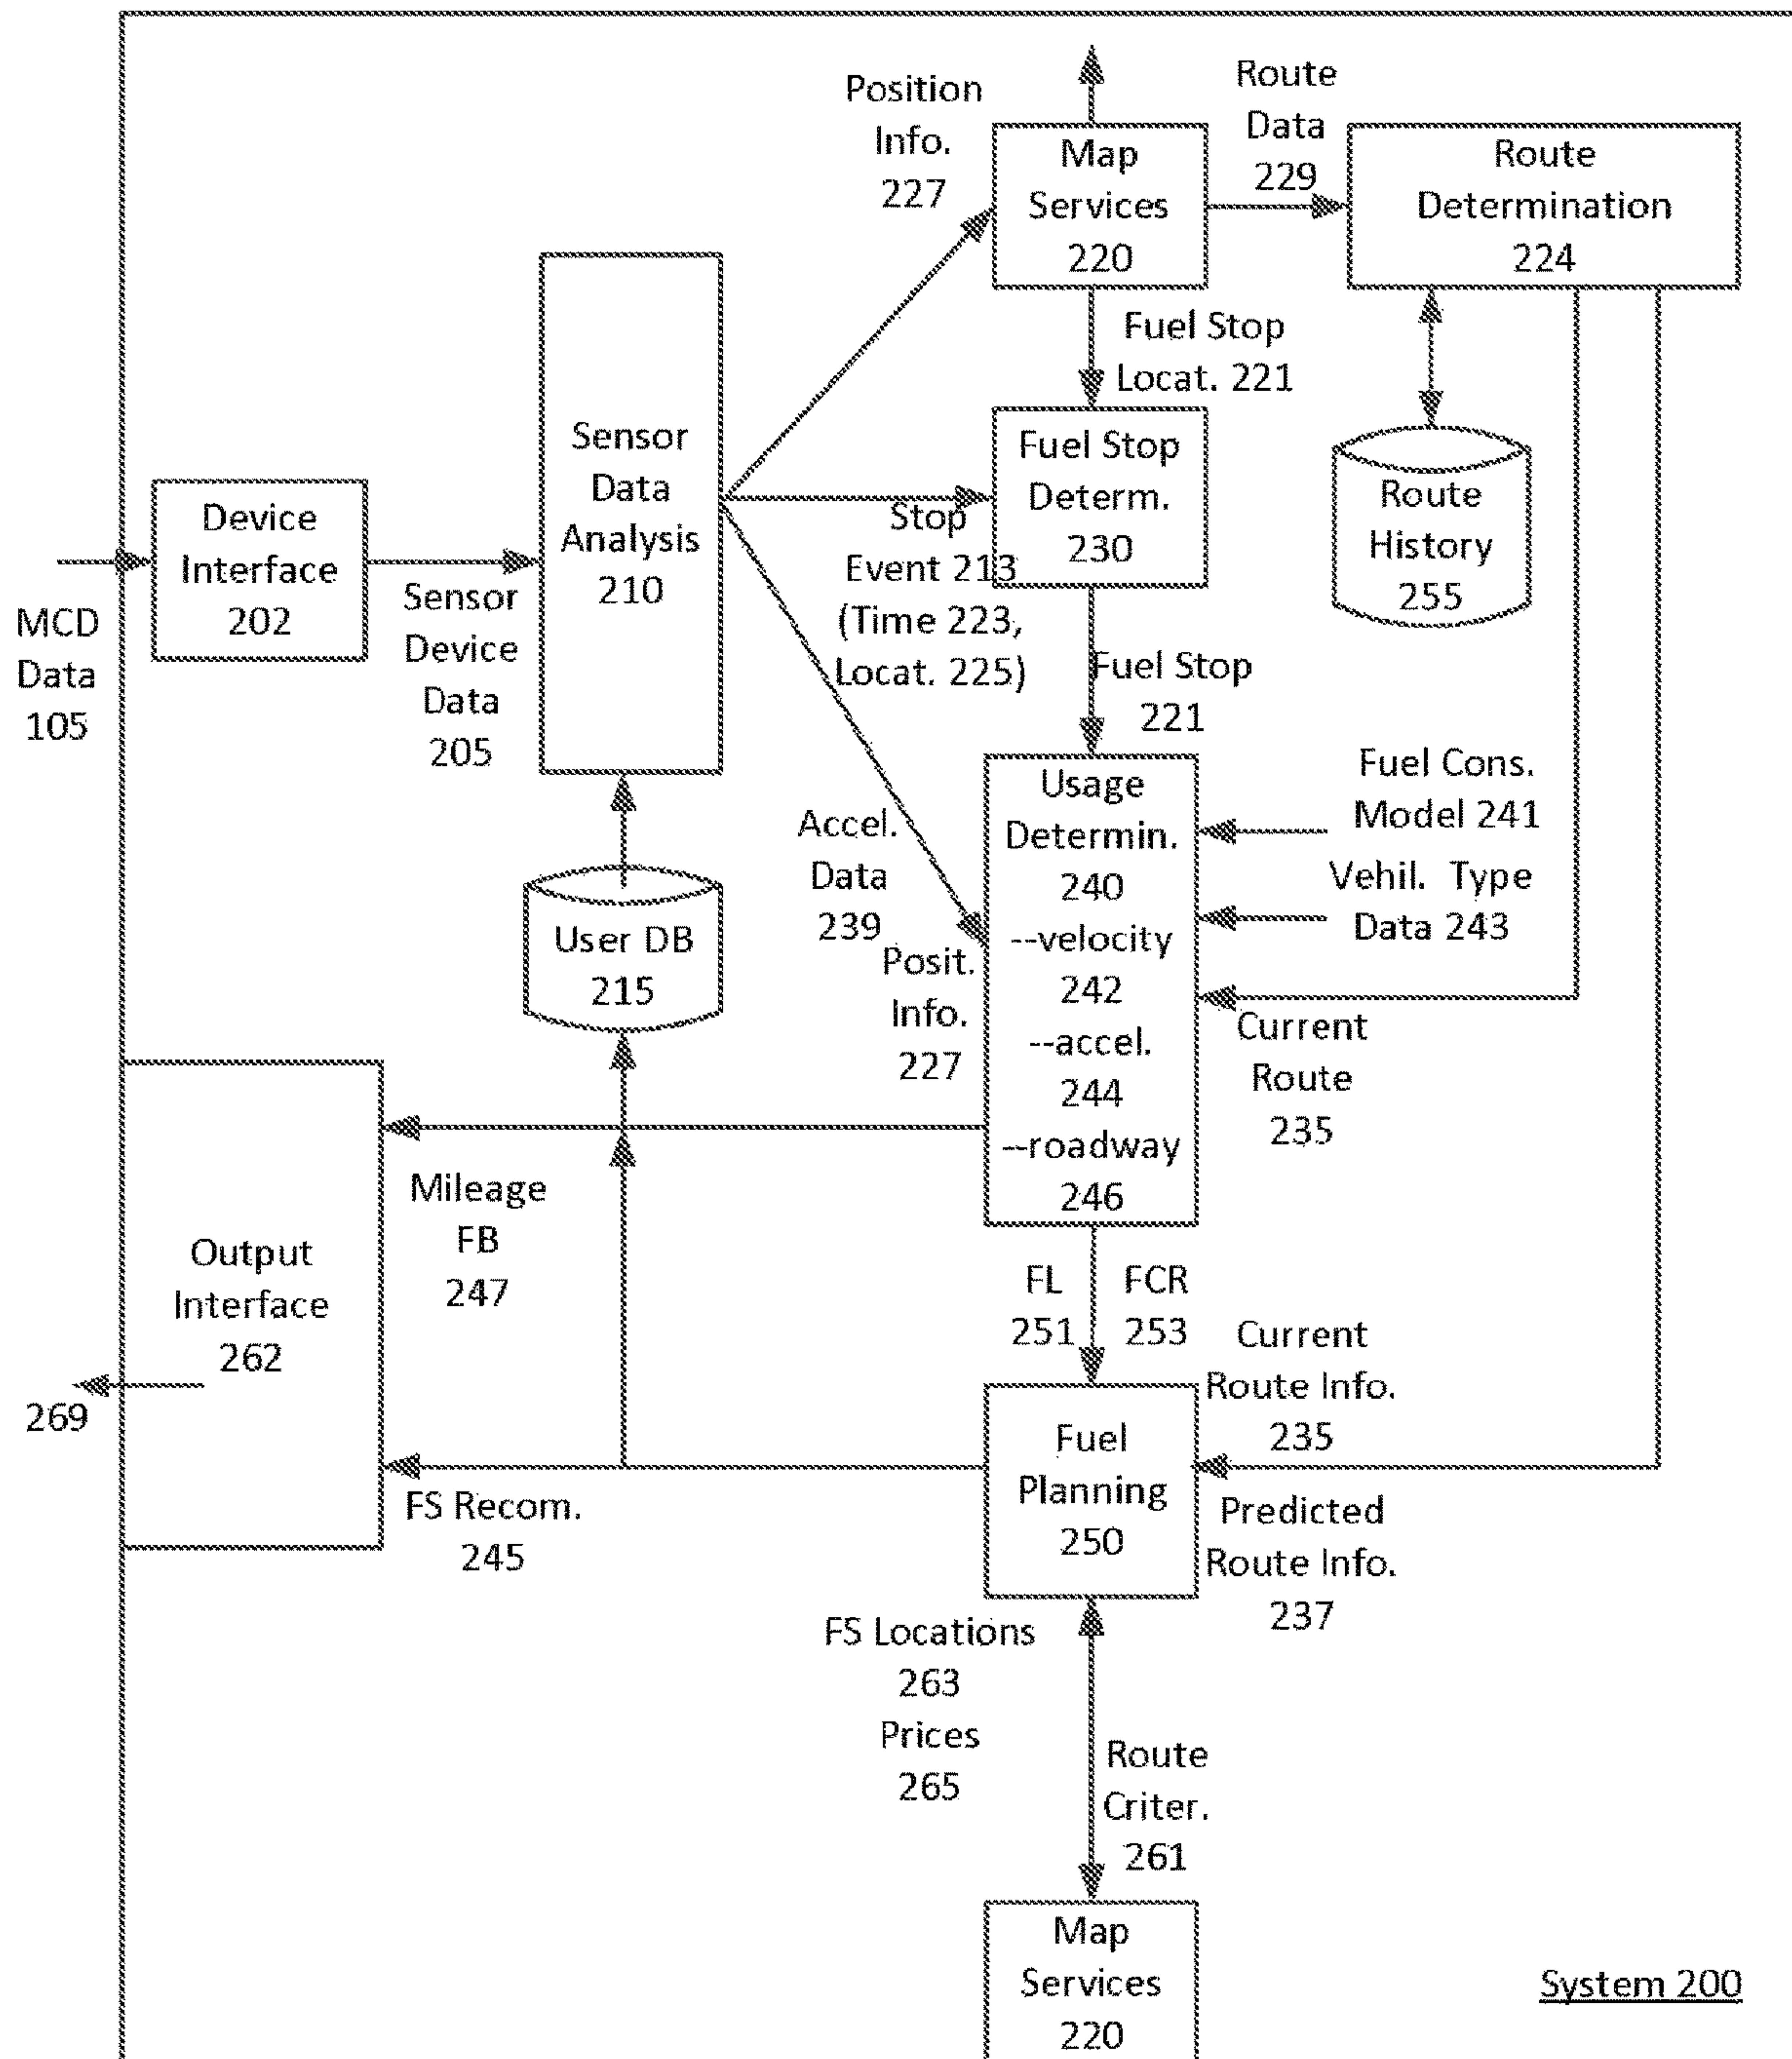 Position
Info.
227
Route
Data
229
Map
Services
220
Route
Determination
224
Fuel Stop
Locat. 221
Sensor
Data
Analysis
210
Fuel Stop
Determ.
230
Route
History
255
Device
Interface
202
MCD
Data
105
Sensor
Device
Data
205
Stop
Event 213
(Time 223,
Locat. 225)
Fuel Stop
221
Usage
Determin.
240
--velocity
242
--accel.
244
--roadway
246
Fuel Cons.
Model 241
Vehil. Type
Data 243
Accel.
Data
239
Posit.
Info.
227
User DB
215
Current
Route
235
Mileage
FB
247
Output
Interface
262
269
FL
251
FCR
253
Current
Route Info.
235
Fuel
Planning
250
FS Recom.
245
Predicted
Route Info.
237
FS Locations
263
Prices
265
Route
Criter.
261
Map
Services
220
System 200